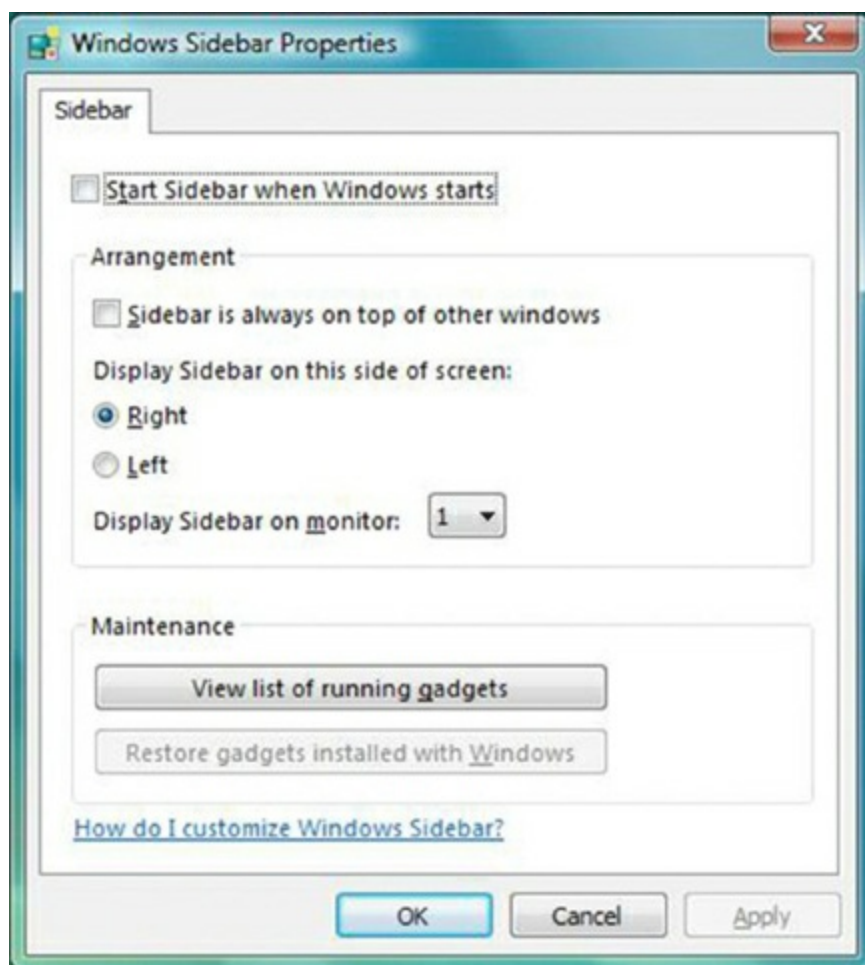 Windows Sidebar Properties
Sidebar
Start Sidebar when Windows starts
Arrangement
Sidebar is always on top of other windows
Display Sidebar on this side of screen:
Right
Left
Display Sidebar on monitor: 1
Maintenance
View list of running gadgets
Restore gadgets installed with Windows
How do I customize Windows Sidebar?
OK Cancel Apply